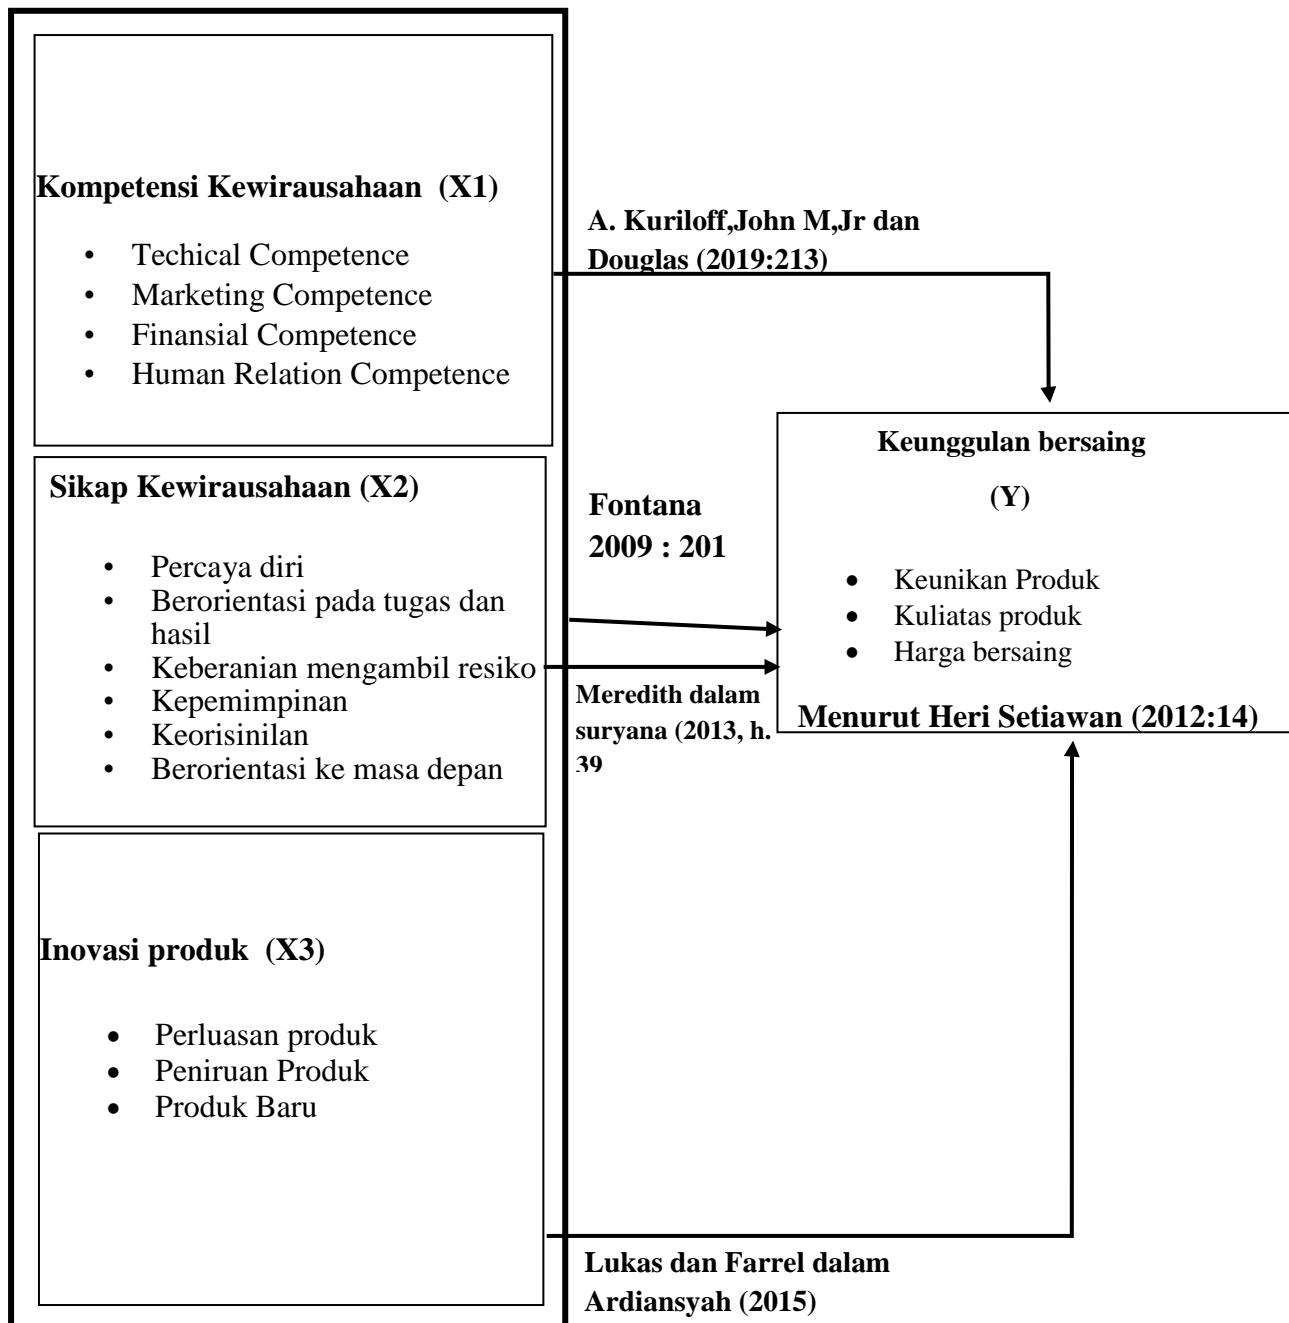 Kompetensi Kewirausahaan (X1)
• Techical Competence
• Marketing Competence
• Finansial Competence
• Human Relation Competence
A. Kuriloff,John M,Jr dan
Douglas (2019:213)
Sikap Kewirausahaan (X2)
• Percaya diri
• Berorientasi pada tugas dan
hasil
• Keberanian mengambil resiko
• Kepemimpinan
• Keorisinilan
• Berorientasi ke masa depan
Fontana
2009 : 201
Meredith dalam
suryana (2013, h.
39
Keunggulan bersaing
(Y)
• Keunikan Produk
• Kuliatas produk
• Harga bersaing
Menurut Heri Setiawan (2012:14)
Inovasi produk (X3)
• Perluasan produk
• Peniruan Produk
• Produk Baru
Lukas dan Farrel dalam
Ardiansyah (2015)